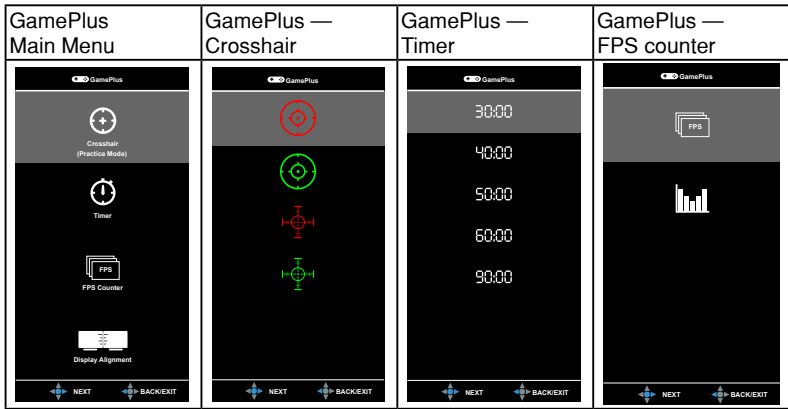 GamePlus
Main Menu
GamePlus —
Crosshair
GamePlus —
Timer
GamePlus —
FPS counter
GamePlus
Crosshair
(Practice Mode)
Timer
FPS
FPS Counter
Display Alignment
NEXT BACK/EXIT
GamePlus
NEXT BACK/EXIT
GamePlus
30:00
40:00
50:00
60:00
90:00
NEXT BACK/EXIT
GamePlus
FPS
NEXT BACK/EXIT